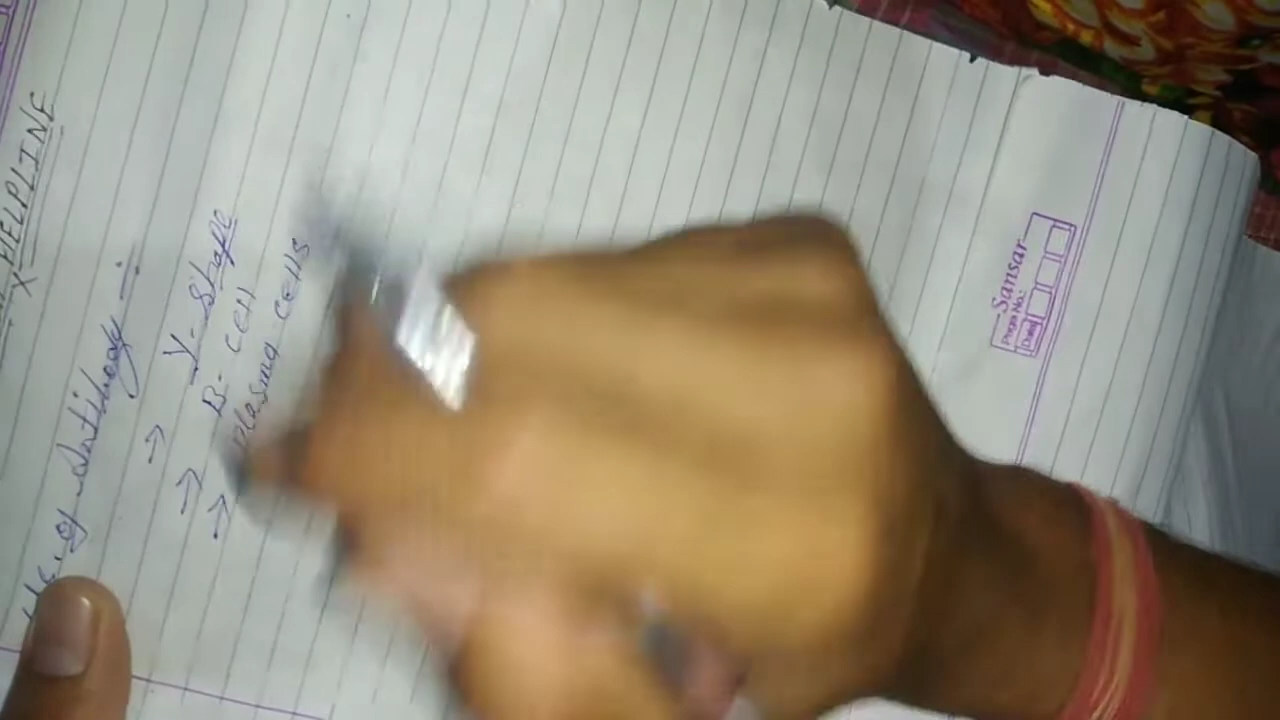 HELPLINE
of Antibody :-
→ Y-Shape
→ B-cell
→ plasma cells
Sansar
Page No.:
Date